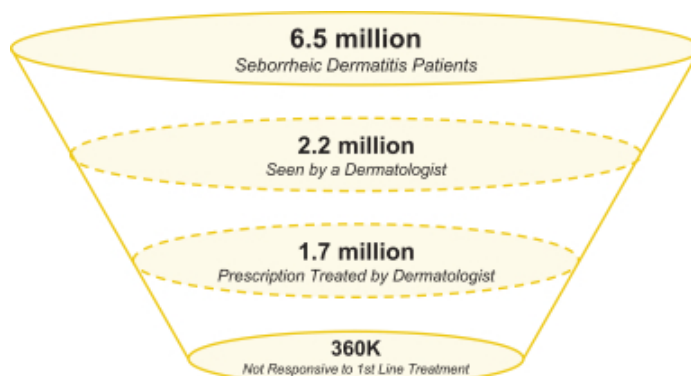 6.5 million
Seborrheic Dermatitis Patients
2.2 million
Seen by a Dermatologist
1.7 million
Prescription Treated by Dermatologist
360K
Not Responsive to 1st Line Treatment